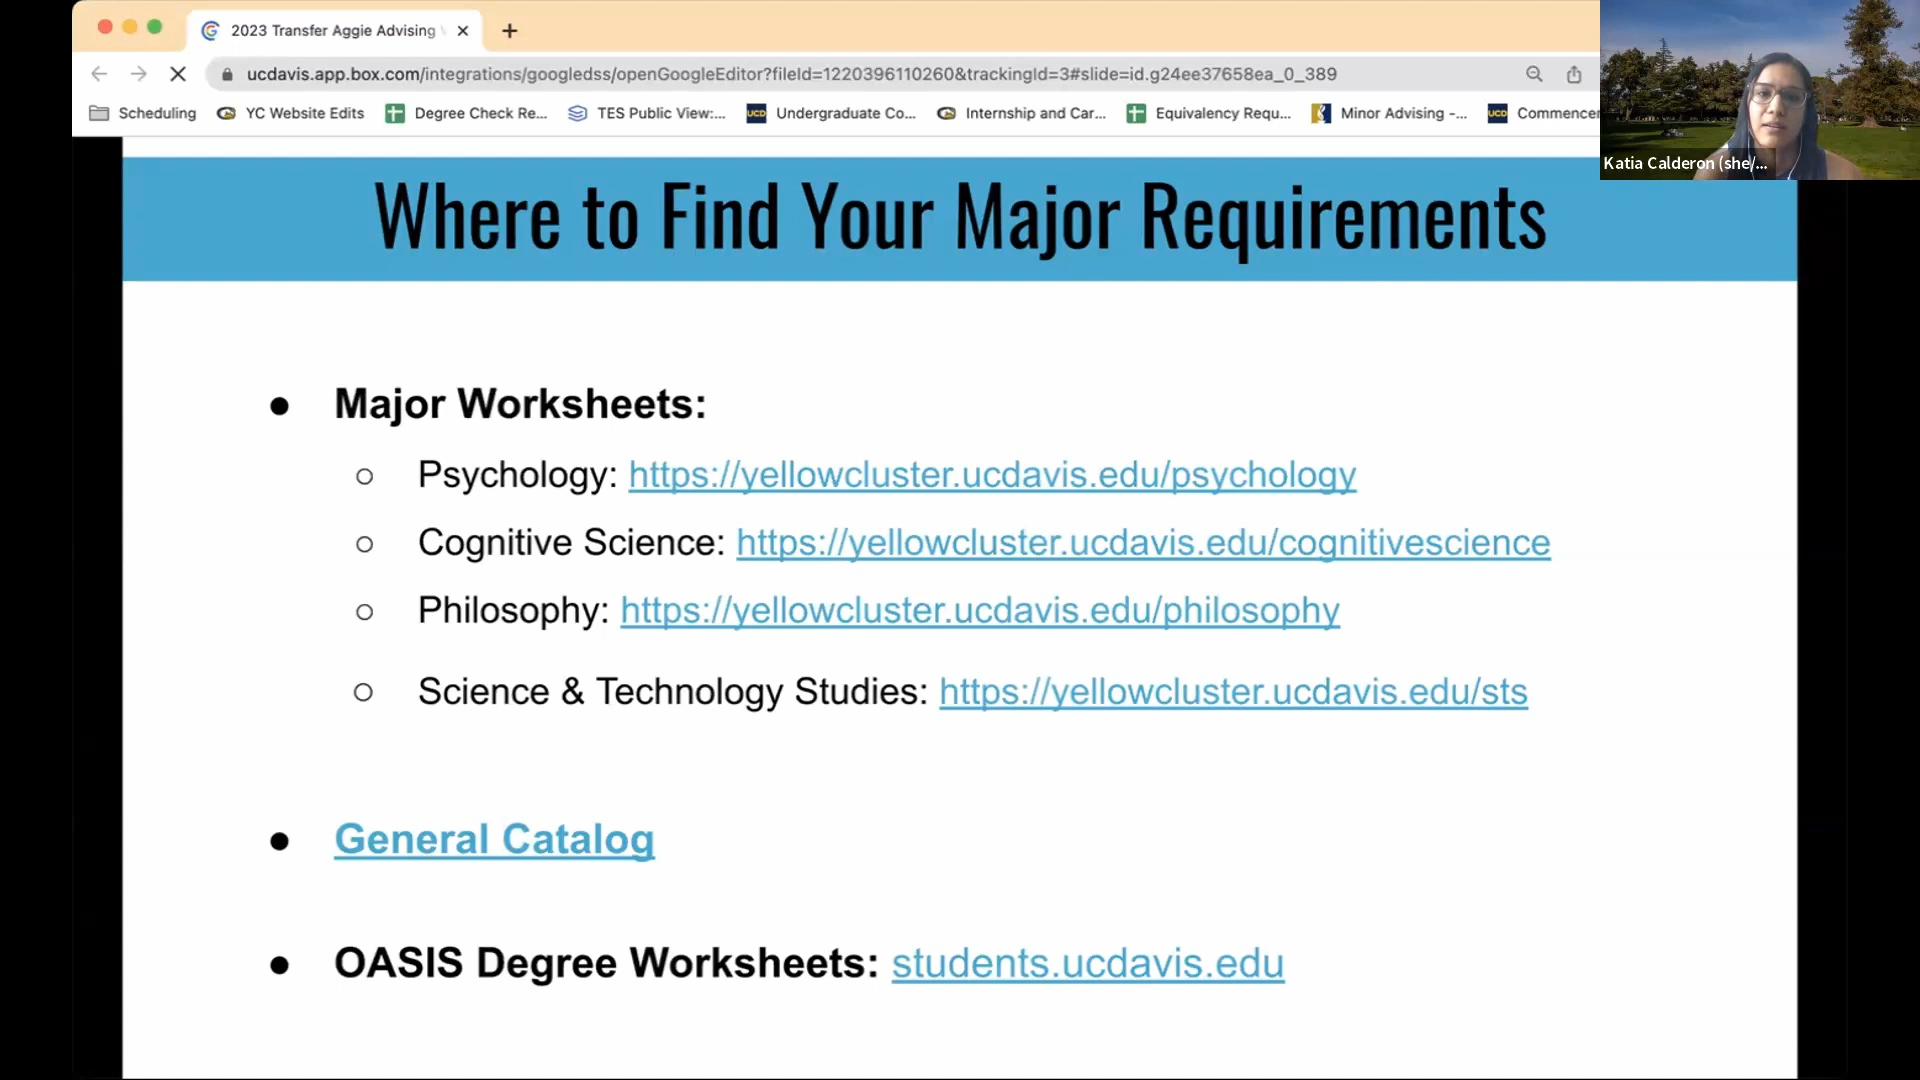 2023 Transfer Aggie Advising
ucdavis.app.box.com/integrations/googledss/openGoogleEditor?fileId=1220396110260&trackingId=3#slide=id.g24ee37658ea_0_389
Scheduling YC Website Edits Degree Check Re... TES Public View:... UCD Undergraduate Co... Internship and Car... Equivalency Requ... Minor Advising -... UCD Commencer
Katia Calderon (she/...
Where to Find Your Major Requirements
● Major Worksheets:
○ Psychology: https://yellowcluster.ucdavis.edu/psychology
○ Cognitive Science: https://yellowcluster.ucdavis.edu/cognitivescience
○ Philosophy: https://yellowcluster.ucdavis.edu/philosophy
○ Science & Technology Studies: https://yellowcluster.ucdavis.edu/sts
● General Catalog
● OASIS Degree Worksheets: students.ucdavis.edu